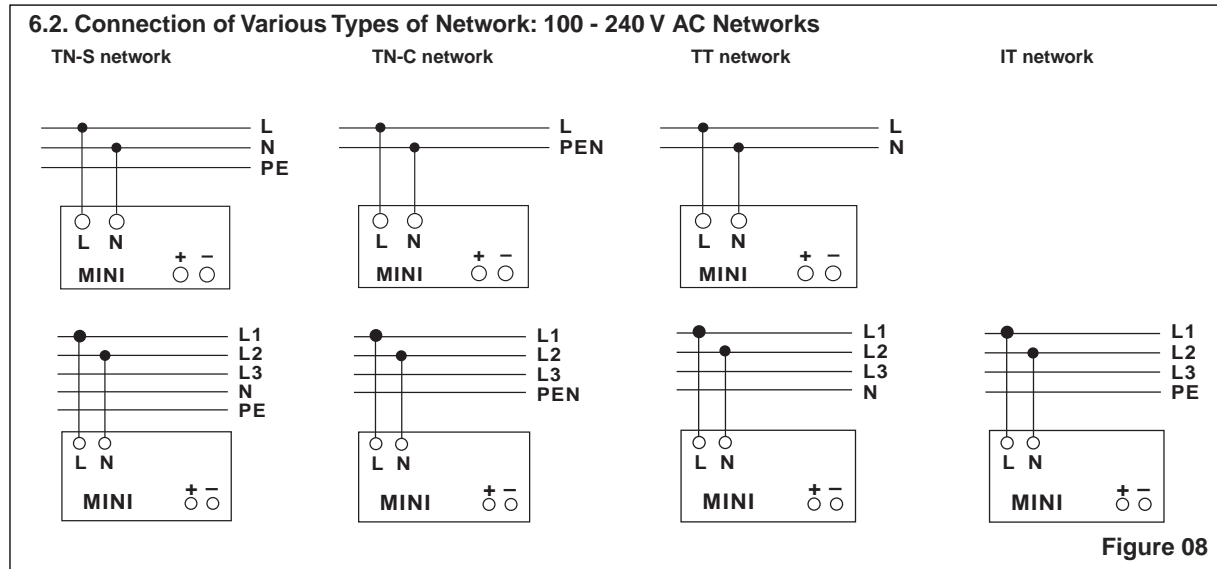 6.2. Connection of Various Types of Network: 100 - 240 V AC Networks
TN-S network
TN-C network
TT network
IT network
L
N
PE
L N
+ −
MINI
L
PEN
L N
+ −
MINI
L
N
L N
+ −
MINI
L1
L2
L3
N
PE
L N
+ −
MINI
L1
L2
L3
PEN
L N
+ −
MINI
L1
L2
L3
N
L N
+ −
MINI
L1
L2
L3
PE
L N
+ −
MINI
Figure 08